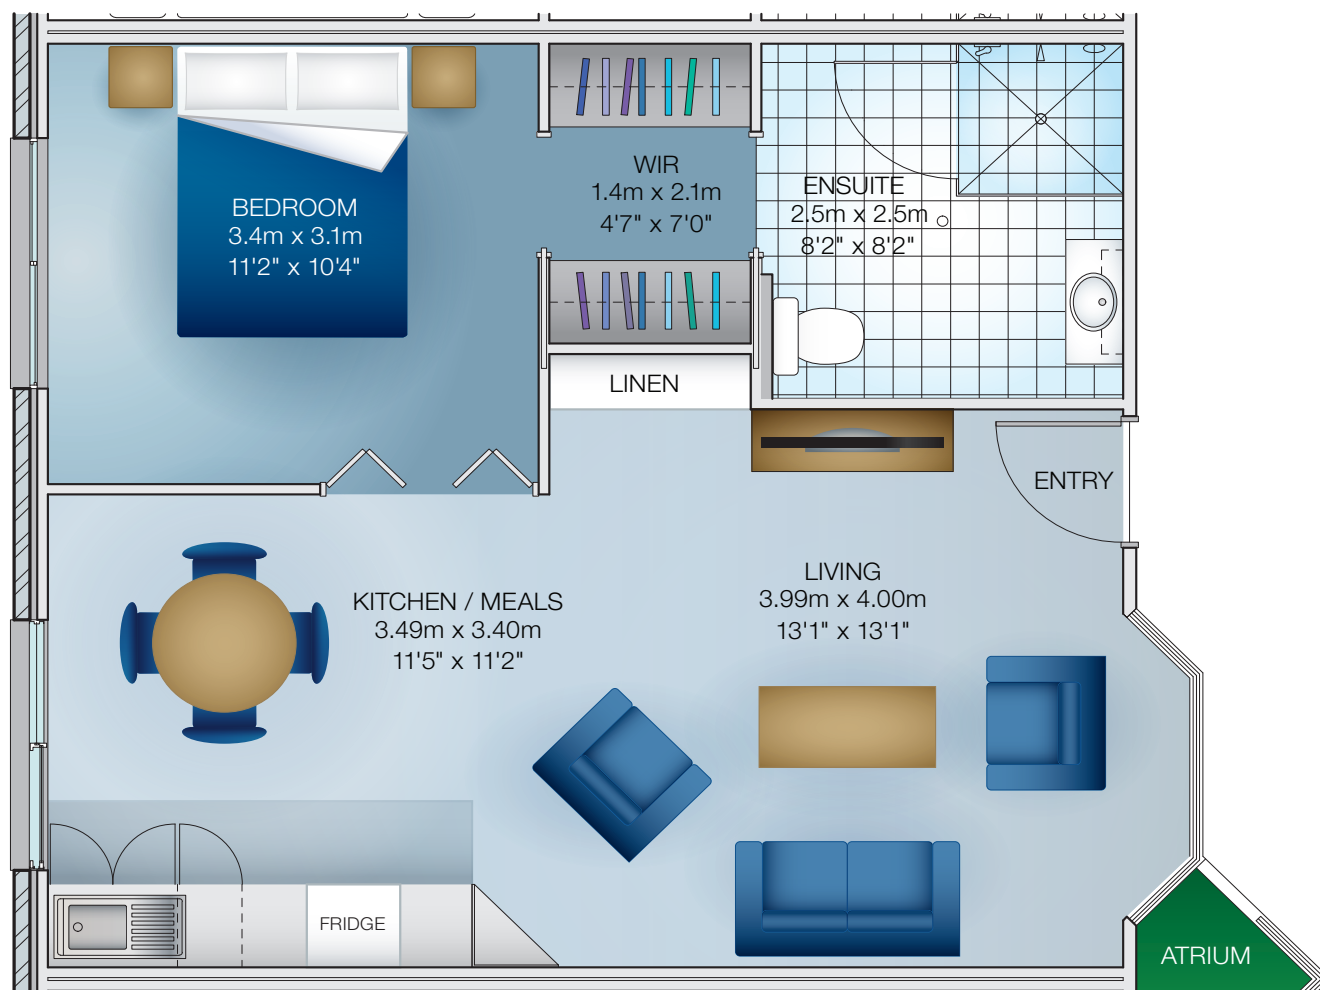 WIR
1.4m x 2.1m
4'7" x 7'0"
ENSUITE
2.5m x 2.5m
8'2" x 8'2"
BEDROOM
3.4m x 3.1m
11'2" x 10'4"
LINEN
ENTRY
LIVING
3.99m x 4.00m
13'1" x 13'1"
KITCHEN / MEALS
3.49m x 3.40m
11'5" x 11'2"
FRIDGE
ATRIUM